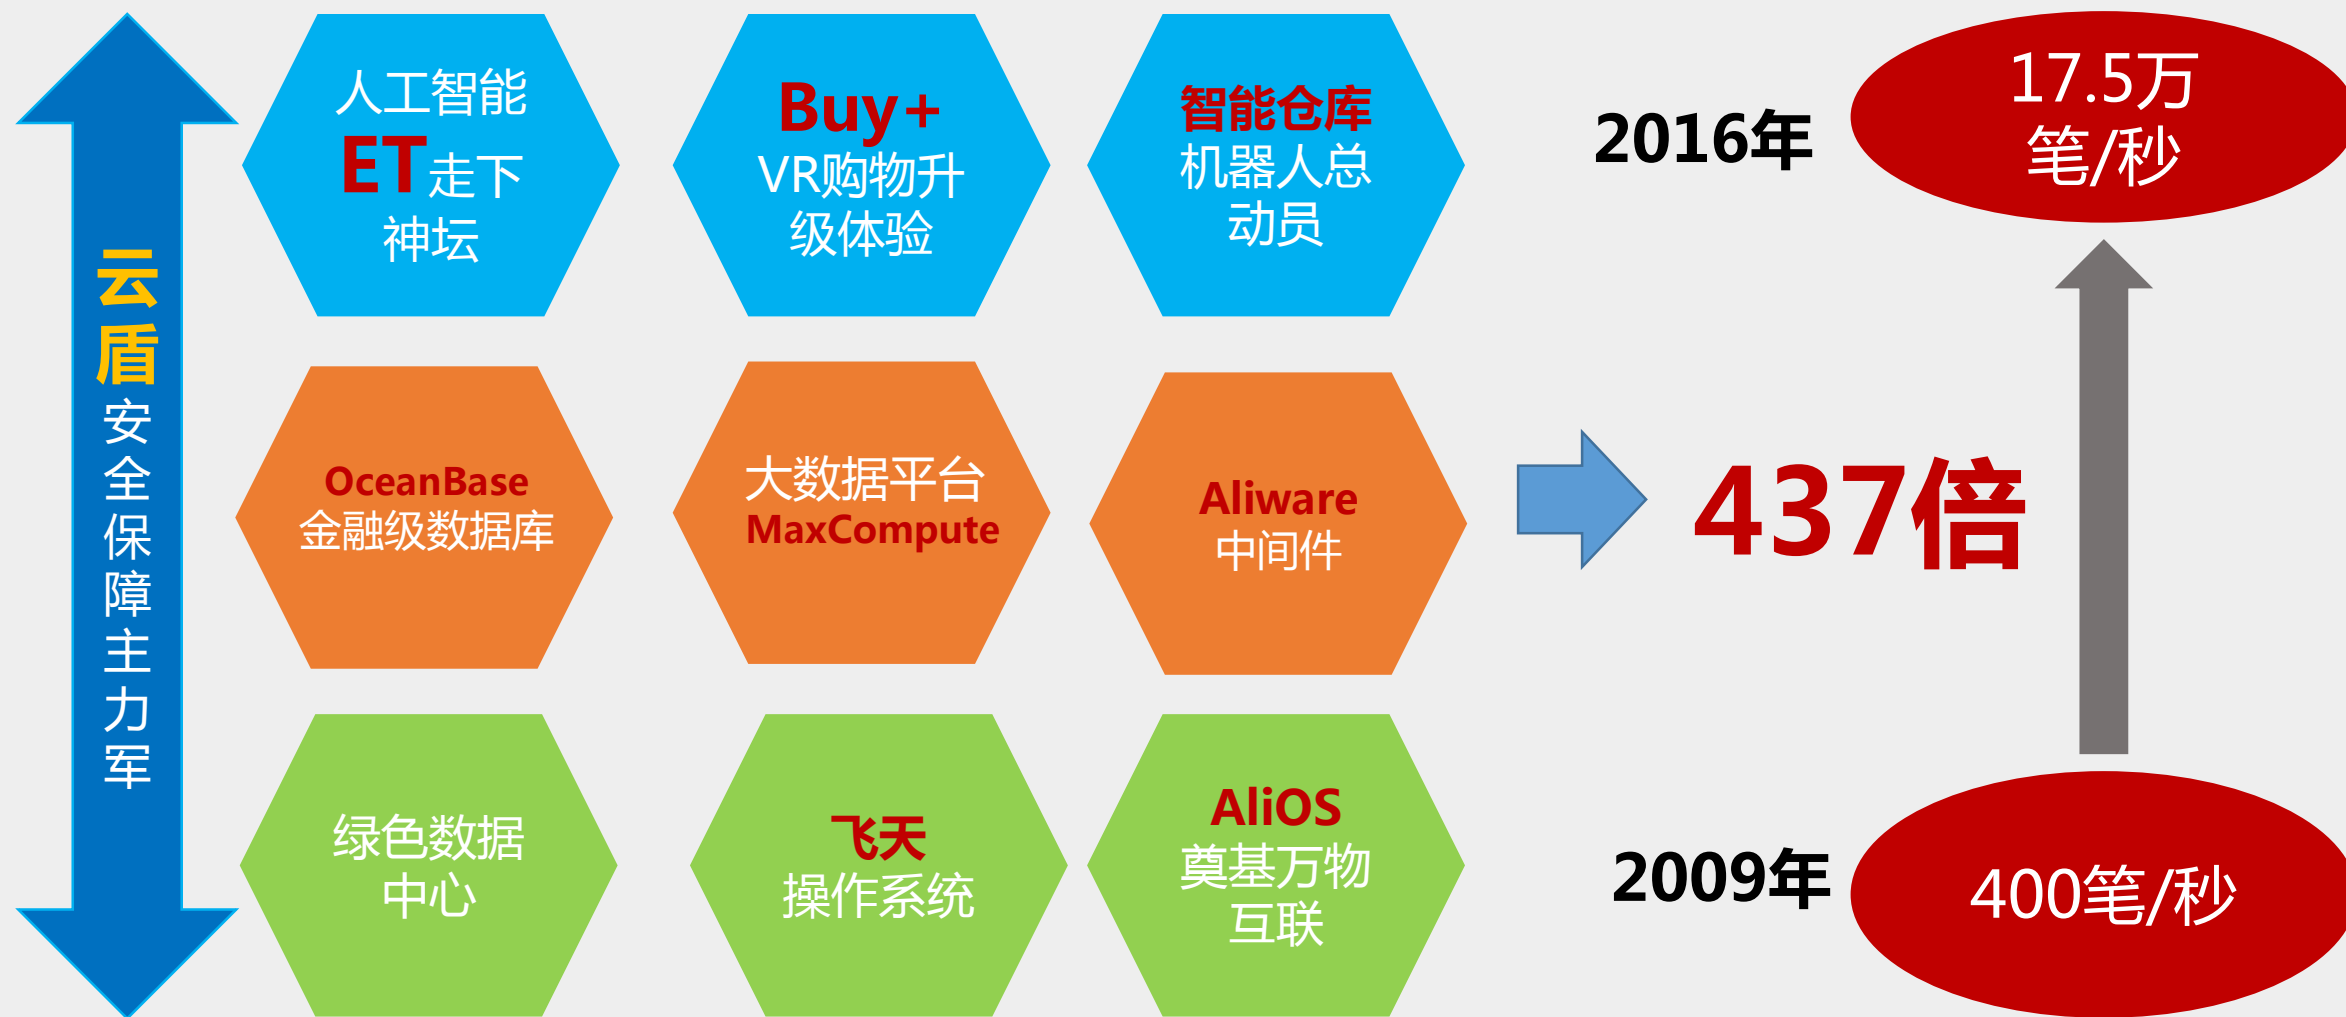 云
盾
安
全
保
障
主
力
军
人工智能
ET走下
神坛
Buy+
VR购物升
级体验
智能仓库
机器人总
动员
OceanBase
金融级数据库
大数据平台
MaxCompute
Aliware
中间件
绿色数据
中心
飞天
操作系统
AliOS
奠基万物
互联
2016年
17.5万
笔/秒
437倍
2009年
400笔/秒